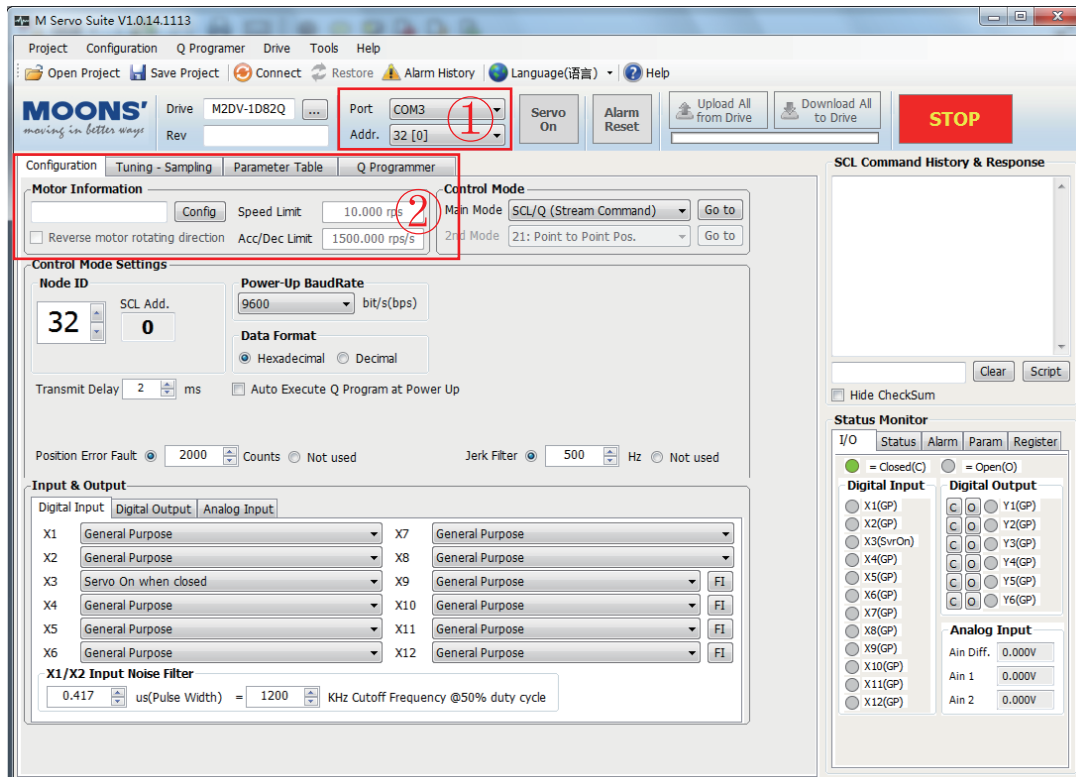 M Servo Suite V1.0.14.1113
Project Configuration Q Programer Drive Tools Help
Open Project Save Project Connect Restore Alarm History Language(语言) Help
MOONS'
moving in better ways
Drive M2DV-1D82Q ...
Rev
Port COM3
Addr. 32 [0]
①
Servo On
Alarm Reset
Upload All from Drive
Download All to Drive
STOP
Configuration Tuning - Sampling Parameter Table Q Programmer
Motor Information
Config Speed Limit 10.000 rps
Reverse motor rotating direction Acc/Dec Limit 1500.000 rps/s
②
Control Mode
Main Mode SCL/Q (Stream Command) Go to
2nd Mode 21: Point to Point Pos. Go to
Control Mode Settings
Node ID
32
SCL Add.
0
Power-Up BaudRate
9600 bit/s(bps)
Data Format
Hexadecimal Decimal
Transmit Delay 2 ms Auto Execute Q Program at Power Up
Position Error Fault 2000 Counts Not used Jerk Filter 500 Hz Not used
Input & Output
Digital Input Digital Output Analog Input
X1 General Purpose X7 General Purpose
X2 General Purpose X8 General Purpose
X3 Servo On when closed X9 General Purpose FI
X4 General Purpose X10 General Purpose FI
X5 General Purpose X11 General Purpose FI
X6 General Purpose X12 General Purpose FI
X1/X2 Input Noise Filter
0.417 us(Pulse Width) = 1200 KHz Cutoff Frequency @50% duty cycle
SCL Command History & Response
Clear Script
Hide CheckSum
Status Monitor
I/O Status Alarm Param Register
= Closed(C) = Open(O)
Digital Input
X1(GP)
X2(GP)
X3(SvrOn)
X4(GP)
X5(GP)
X6(GP)
X7(GP)
X8(GP)
X9(GP)
X10(GP)
X11(GP)
X12(GP)
Digital Output
C O Y1(GP)
C O Y2(GP)
C O Y3(GP)
C O Y4(GP)
C O Y5(GP)
C O Y6(GP)
Analog Input
Ain Diff. 0.000V
Ain 1 0.000V
Ain 2 0.000V